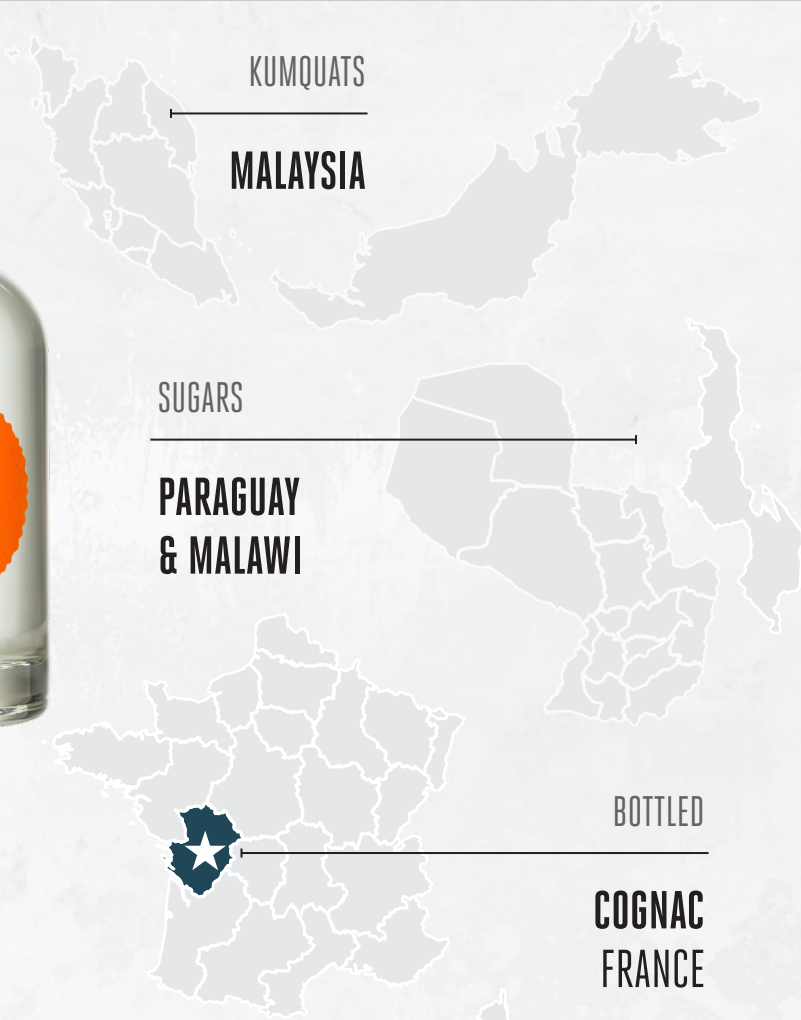 KUMQUATS
MALAYSIA
SUGARS
PARAGUAY
& MALAWI
BOTTLED
COGNAC
FRANCE